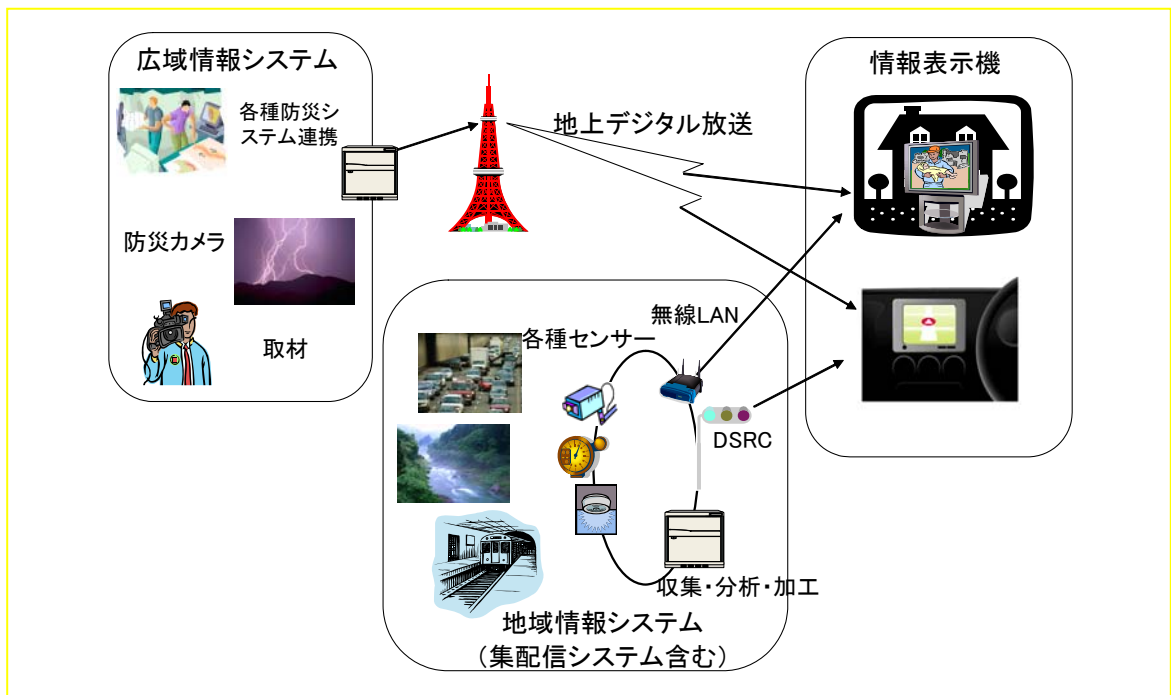 広域情報システム
各種防災シ
ステム連携
防災カメラ
取材
地上デジタル放送
情報表示機
無線LAN
各種センサー
DSRC
収集・分析・加工
地域情報システム
（集配信システム含む）